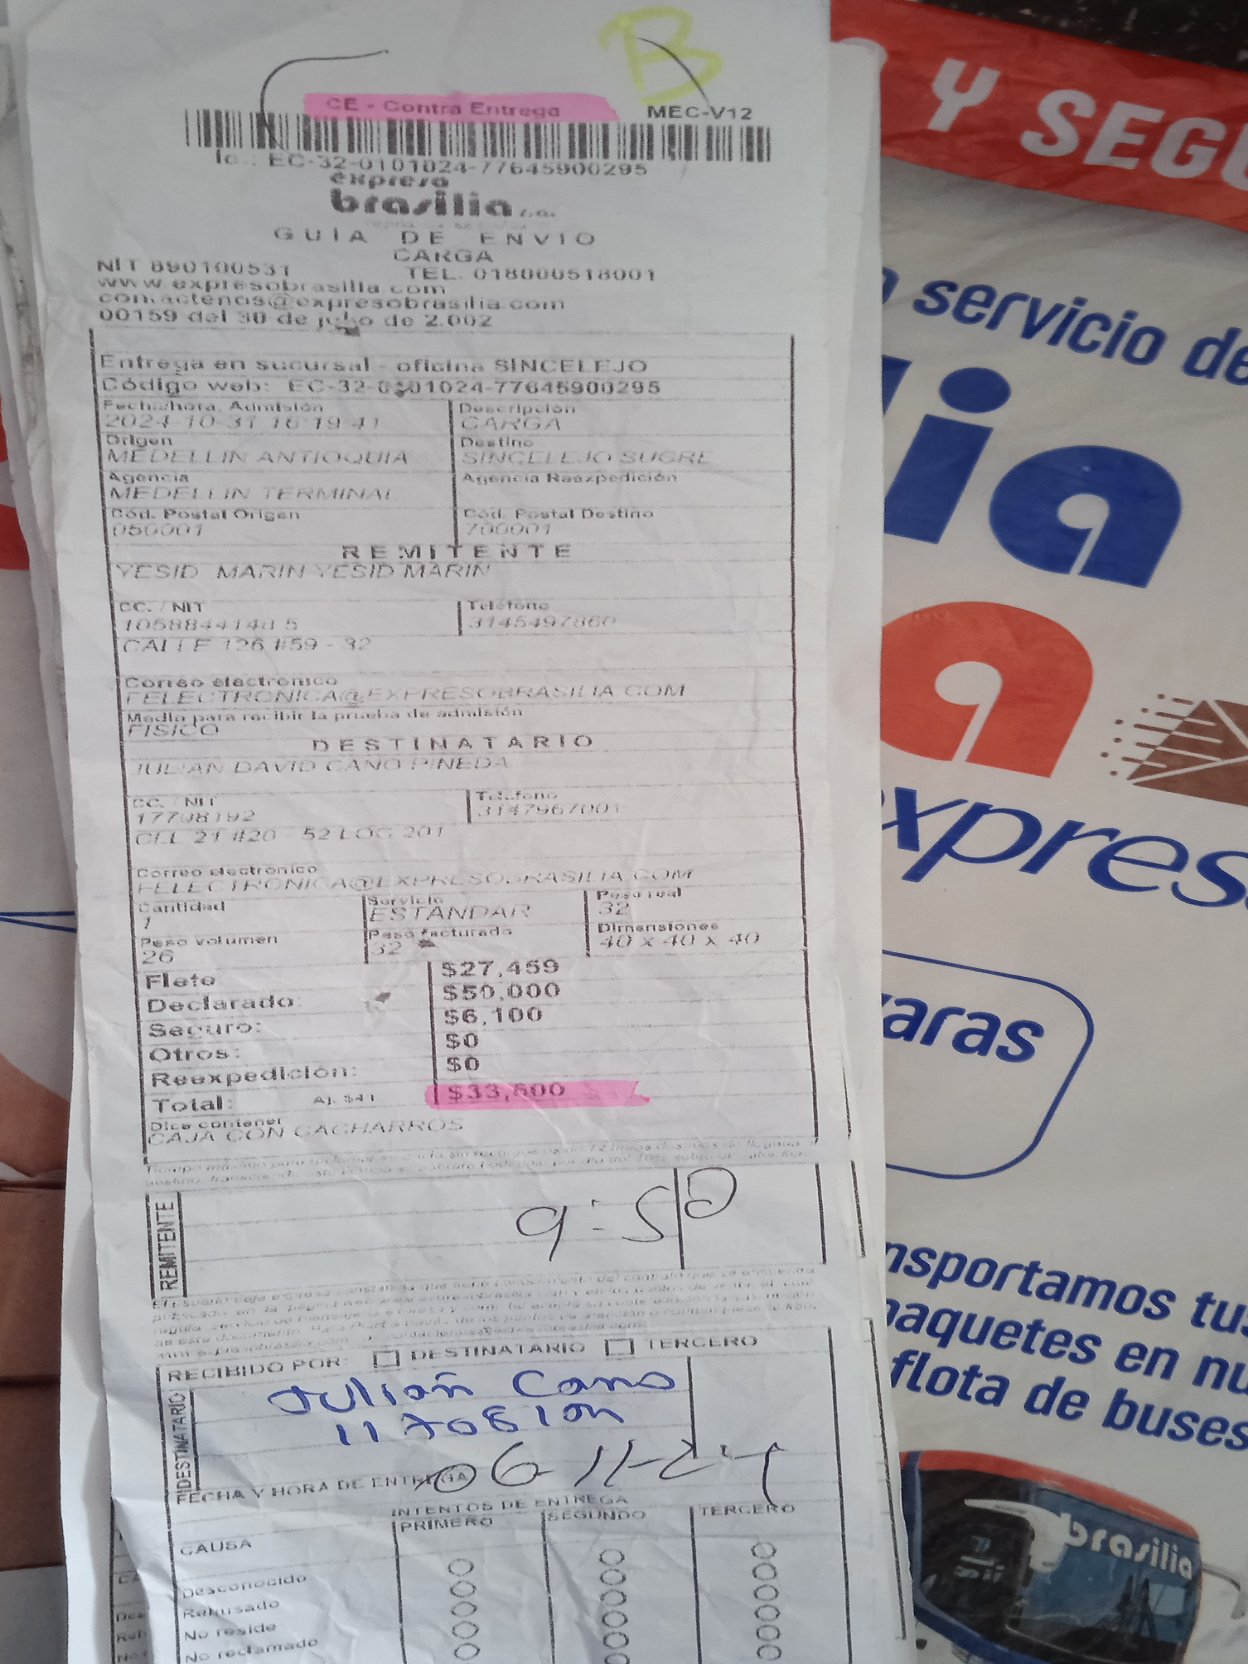 B
CE - Contra Entrega
MEC-V12
EC-32-0101024-77645900295
expreso
brasilia s.a.
GUIA DE ENVIO
CARGA
NIT 890100531 TEL. 018000518001
www.expresobrasilia.com
contactenos@expresobrasilia.com
00159 del 30 de julio de 2.002
Entrega en sucursal - oficina SINCELEJO
Código web: EC-32-0101024-77645900295
Fecha/hora Admisión Descripción
2024-10-31 16:19:41 CARGA
Origen Destino
MEDELLIN ANTIOQUIA SINCELEJO SUCRE
Agencia Agencia Reexpedición
MEDELLIN TERMINAL
Cód. Postal Origen Cód. Postal Destino
050001 700001
REMITENTE
YESID MARIN YESID MARIN
CC. / NIT Teléfono
3145497860
CALLE 126 #59 - 32
Correo electrónico
FELECTRONICA@EXPRESOBRASILIA.COM
Medio para recibir la prueba de admisión
FISICO
DESTINATARIO
JULIAN DAVID CANO PINEDA
CC. / NIT Teléfono
3147967001
CLL 21 #20 - 52 LOC 201
Correo electrónico
FELECTRONICA@EXPRESOBRASILIA.COM
Cantidad Servicio Peso real
1 ESTANDAR 32
Peso volumen Peso facturado Dimensiones
26 32 40 x 40 x 40
Flete $27,459
Declarado: $50,000
Seguro: $6,100
Otros: $0
Reexpedición: $0
Total: Aj. $41 $33,600
Dice contener
CAJA CON CACHARROS
REMITENTE
9:50
RECIBIDO POR: DESTINATARIO TERCERO
DESTINATARIO
Julian Cano
FECHA Y HORA DE ENTREGA
06-11-24
INTENTOS DE ENTREGA
CAUSA PRIMERO SEGUNDO TERCERO
Desconocido
Rehusado
No reside
No reclamado
Y SEGU
servicio de
ia
a
xpres
aras
nsportamos tus
paquetes en nu
flota de buses
brasilia